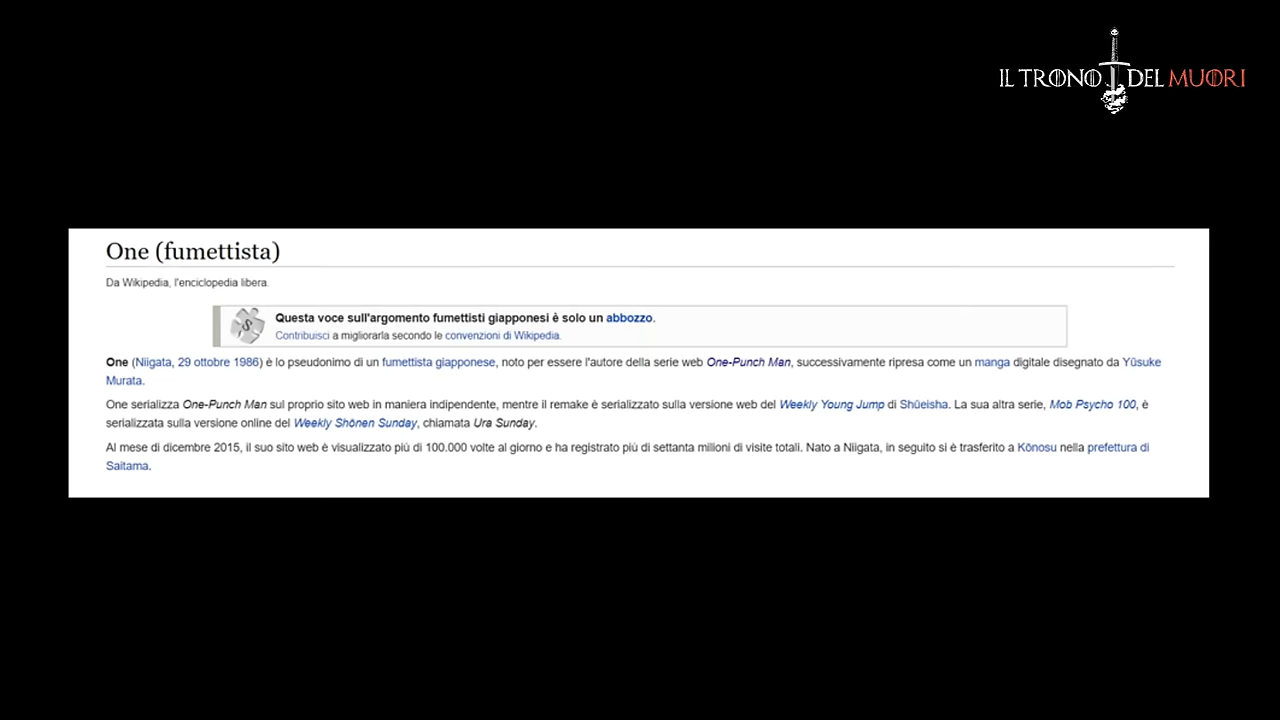 IL TRONO DEL MUORI
One (fumettista)
Da Wikipedia, l'enciclopedia libera.
Questa voce sull'argomento fumettisti giapponesi è solo un abbozzo.
Contribuisci a migliorarla secondo le convenzioni di Wikipedia.
One (Niigata, 29 ottobre 1986) è lo pseudonimo di un fumettista giapponese, noto per essere l'autore della serie web One-Punch Man, successivamente ripresa come un manga digitale disegnato da Yūsuke
Murata.
One serializza One-Punch Man sul proprio sito web in maniera indipendente, mentre il remake è serializzato sulla versione web del Weekly Young Jump di Shūeisha. La sua altra serie, Mob Psycho 100, è
serializzata sulla versione online del Weekly Shōnen Sunday, chiamata Ura Sunday.
Al mese di dicembre 2015, il suo sito web è visualizzato più di 100.000 volte al giorno e ha registrato più di settanta milioni di visite totali. Nato a Niigata, in seguito si è trasferito a Kōnosu nella prefettura di
Saitama.